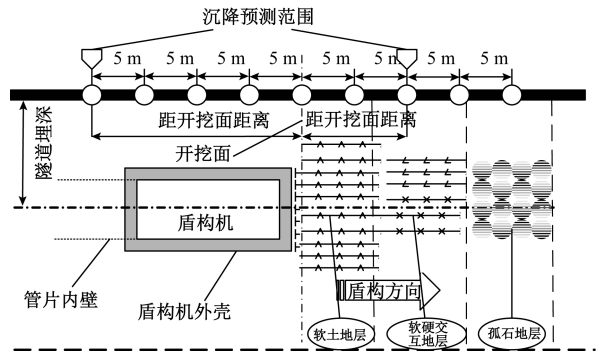 沉降预测范围
5 m 5 m 5 m 5 m 5 m 5 m 5 m 5 m
距开挖面距离 距开挖面距离
隧道埋深
开挖面
盾构机
管片内壁
盾构机外壳
盾构方向
软土地层
软硬交
互地层
孤石地层